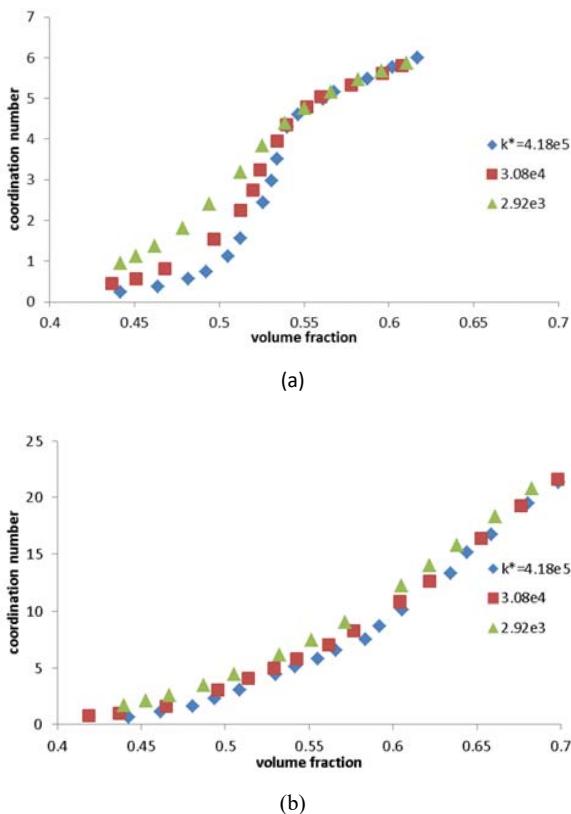 7
6
5
4
3
2
1
0
coordination number
k*=4.18e5
3.08e4
2.92e3
0.4 0.45 0.5 0.55 0.6 0.65 0.7
volume fraction
(a)
25
20
15
10
5
0
coordination number
k*=4.18e5
3.08e4
2.92e3
0.4 0.45 0.5 0.55 0.6 0.65 0.7
volume fraction
(b)